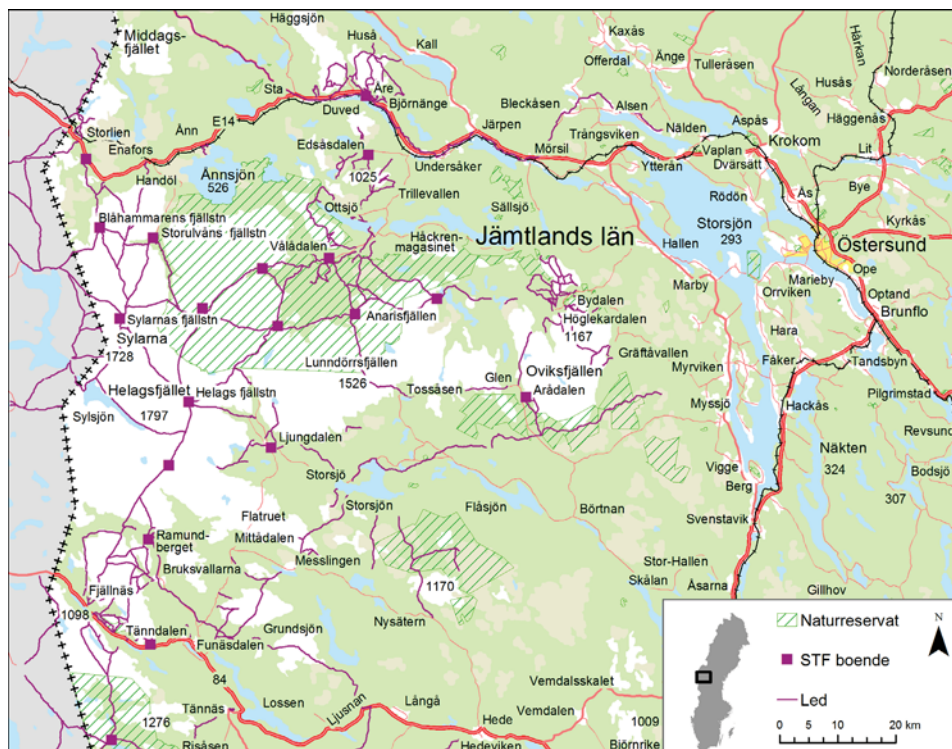 Häggsjön
Huså
Kall
Kaxås
Offerdal
Änge
Tulleråsen
Hårkan
Långan
Husås
Norderåsen
Middags-
fjället
Sta
Åre
Björnänge
Duved
Bleckåsen
Alsen
Häggenås
Aspås
Järpen
Trångsviken
Nälden
Storlien
Enafors
Ånn
E14
Edsåsdalen
Undersåker
Mörsil
Vaplan
Krokom
Dvärsatt
Lit
Ytterån
Handöl
Ånnsjön
526
1025
Trillevallen
Ås
Bye
Rödön
Ottsjö
Sällsjö
Storsjön
293
Kyrkås
Blåhammarens fjällstn
Storulvåns fjällstn
Vålådalen
Häckren-
magasinet
Jämtlands län
Hallen
Östersund
Ope
Marieby
Marby
Orrviken
Optand
Brunflo
Bydalen
Höglekardalen
1167
Sylarnas fjällstn
Sylarna
1728
Anarisfjällen
Hara
Gräftåvallen
Lunndörrsfjällen
1526
Oviksfjällen
Myrviken
Fåker
Tandsbyn
Helagsfjället
Helags fjällstn
1797
Tossåsen
Glen
Arådalen
Pilgrimstad
Sylsjön
Myssjö
Hackås
Revsund
Ljungdalen
Näkten
324
Bodsjö
Storsjö
Vigge
Berg
307
Storsjön
Flåsjön
Börtnan
Svenstavik
Flatruet
Mittådalen
Ramund-
berget
Messlingen
Stor-Hallen
Bruksvallarna
Skålan
Åsarna
Gillhov
1170
Fjällnäs
1098
Nysätern
Tänndalen
Funäsdalen
Grundsjön
84
Vemdalsskalet
Tännäs
Lossen
Ljusnan
Långå
Vemdalen
1009
1276
Hede
Risåsen
Hedeviken
Björnrike
N
Naturreservat
STF boende
Led
0 5 10 20 km